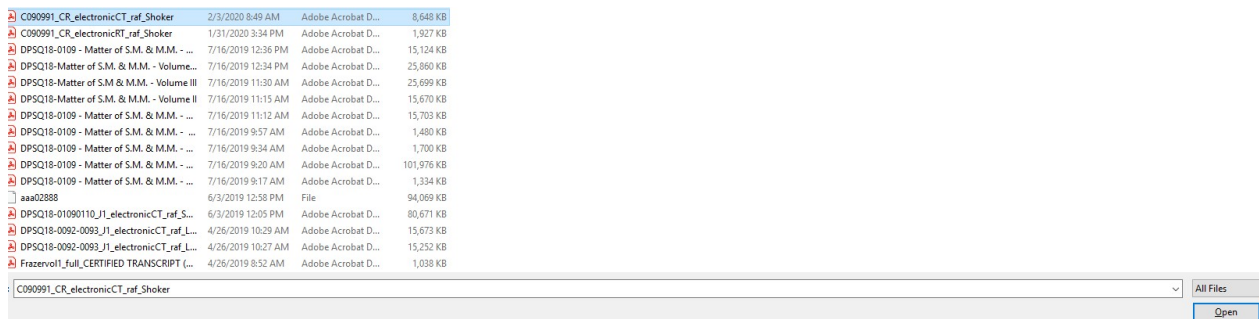 C090991_CR_electronicCT_raf_Shoker 2/3/2020 8:49 AM Adobe Acrobat D... 8,648 KB
C090991_CR_electronicRT_raf_Shoker 1/31/2020 3:34 PM Adobe Acrobat D... 1,927 KB
DPSQ18-0109 - Matter of S.M. & M.M. - ... 7/16/2019 12:36 PM Adobe Acrobat D... 15,124 KB
DPSQ18-Matter of S.M. & M.M. - Volume... 7/16/2019 12:34 PM Adobe Acrobat D... 25,860 KB
DPSQ18-Matter of S.M & M.M. - Volume III 7/16/2019 11:30 AM Adobe Acrobat D... 25,699 KB
DPSQ18-Matter of S.M. & M.M. - Volume II 7/16/2019 11:15 AM Adobe Acrobat D... 15,670 KB
DPSQ18-0109 - Matter of S.M. & M.M. - ... 7/16/2019 11:12 AM Adobe Acrobat D... 15,703 KB
DPSQ18-0109 - Matter of S.M. & M.M. - ... 7/16/2019 9:57 AM Adobe Acrobat D... 1,480 KB
DPSQ18-0109 - Matter of S.M. & M.M. - ... 7/16/2019 9:34 AM Adobe Acrobat D... 1,700 KB
DPSQ18-0109 - Matter of S.M. & M.M. - ... 7/16/2019 9:20 AM Adobe Acrobat D... 101,976 KB
DPSQ18-0109 - Matter of S.M. & M.M. - ... 7/16/2019 9:17 AM Adobe Acrobat D... 1,334 KB
aaa02888 6/3/2019 12:58 PM File 94,069 KB
DPSQ18-01090110_J1_electronicCT_raf_S... 6/3/2019 12:05 PM Adobe Acrobat D... 80,671 KB
DPSQ18-0092-0093_J1_electronicCT_raf_L... 4/26/2019 10:29 AM Adobe Acrobat D... 15,673 KB
DPSQ18-0092-0093_J1_electronicCT_raf_L... 4/26/2019 10:27 AM Adobe Acrobat D... 15,252 KB
Frazervol1_full_CERTIFIED TRANSCRIPT (... 4/26/2019 8:52 AM Adobe Acrobat D... 1,038 KB
C090991_CR_electronicCT_raf_Shoker All Files
Open